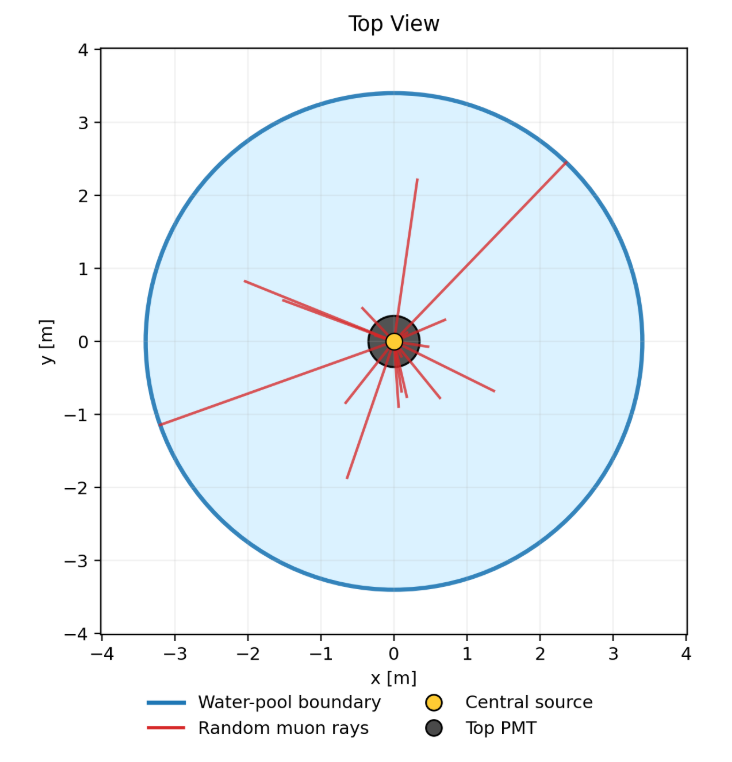 Top View
4
3
2
1
0
−1
−2
−3
−4
y [m]
−4 −3 −2 −1 0 1 2 3 4
x [m]
Water-pool boundary Central source
Random muon rays Top PMT